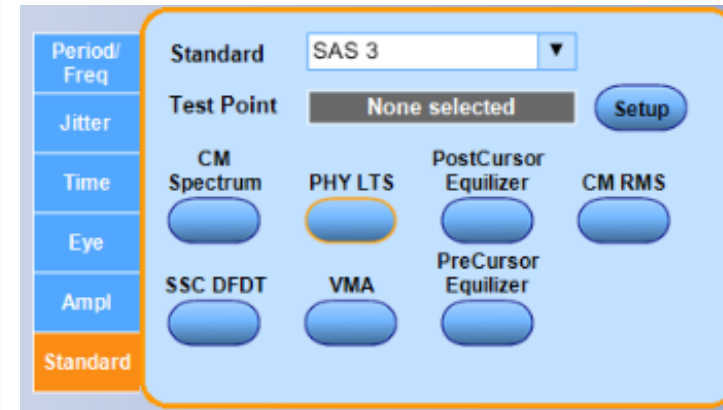 Period/
Freq
Jitter
Time
Eye
Ampl
Standard
Standard SAS 3
Test Point None selected Setup
CM
Spectrum
PHY LTS
PostCursor
Equilizer
CM RMS
SSC DFDT
VMA
PreCursor
Equilizer